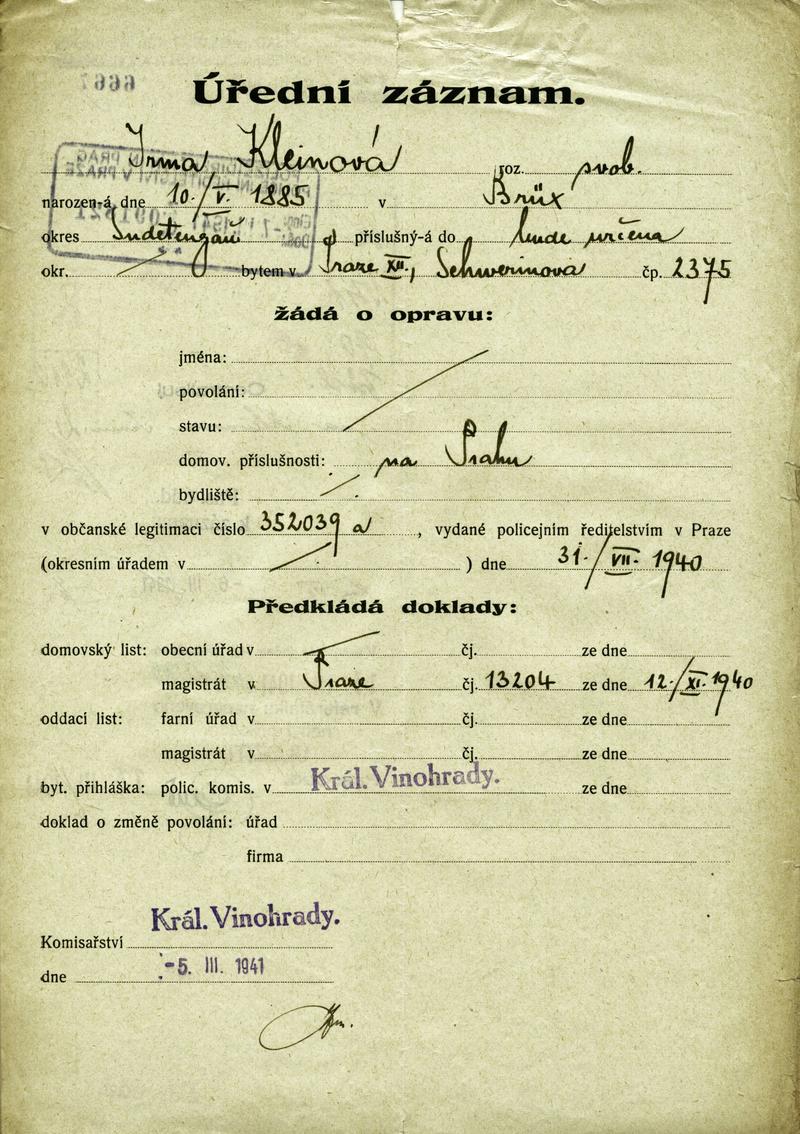 Úřední záznam.
Irma Kleinová roz. svob.
narozen-á, dne 10./V. 1885 v Brüx
okres Sudetengau příslušný-á do bude určena
okr. bytem v Praze XII., Schwerinova čp. 2375
žádá o opravu:
jména:
povolání:
stavu:
domov. příslušnosti: na Prahu
bydliště:
v občanské legitimaci číslo 352039 a, vydané policejním ředitelstvím v Praze
(okresním úřadem v ) dne 31./VII. 1940
Předkládá doklady:
domovský list: obecní úřad v čj. ze dne
magistrát v Praze čj. 13204 ze dne 12./XI. 1940
oddací list: farní úřad v čj. ze dne
magistrát v čj. ze dne
byt. přihláška: polic. komis. v Král. Vinohrady. ze dne
doklad o změně povolání: úřad
firma
Král. Vinohrady.
Komisařství
dne -5. III. 1941